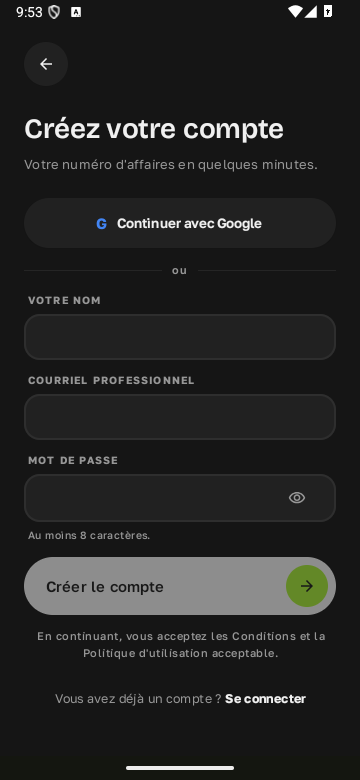 9:53
A
Créez votre compte
Votre numéro d'affaires en quelques minutes.
G Continuer avec Google
ou
VOTRE NOM
COURRIEL PROFESSIONNEL
MOT DE PASSE
Au moins 8 caractères.
Créer le compte
En continuant, vous acceptez les Conditions et la
Politique d'utilisation acceptable.
Vous avez déjà un compte ? Se connecter